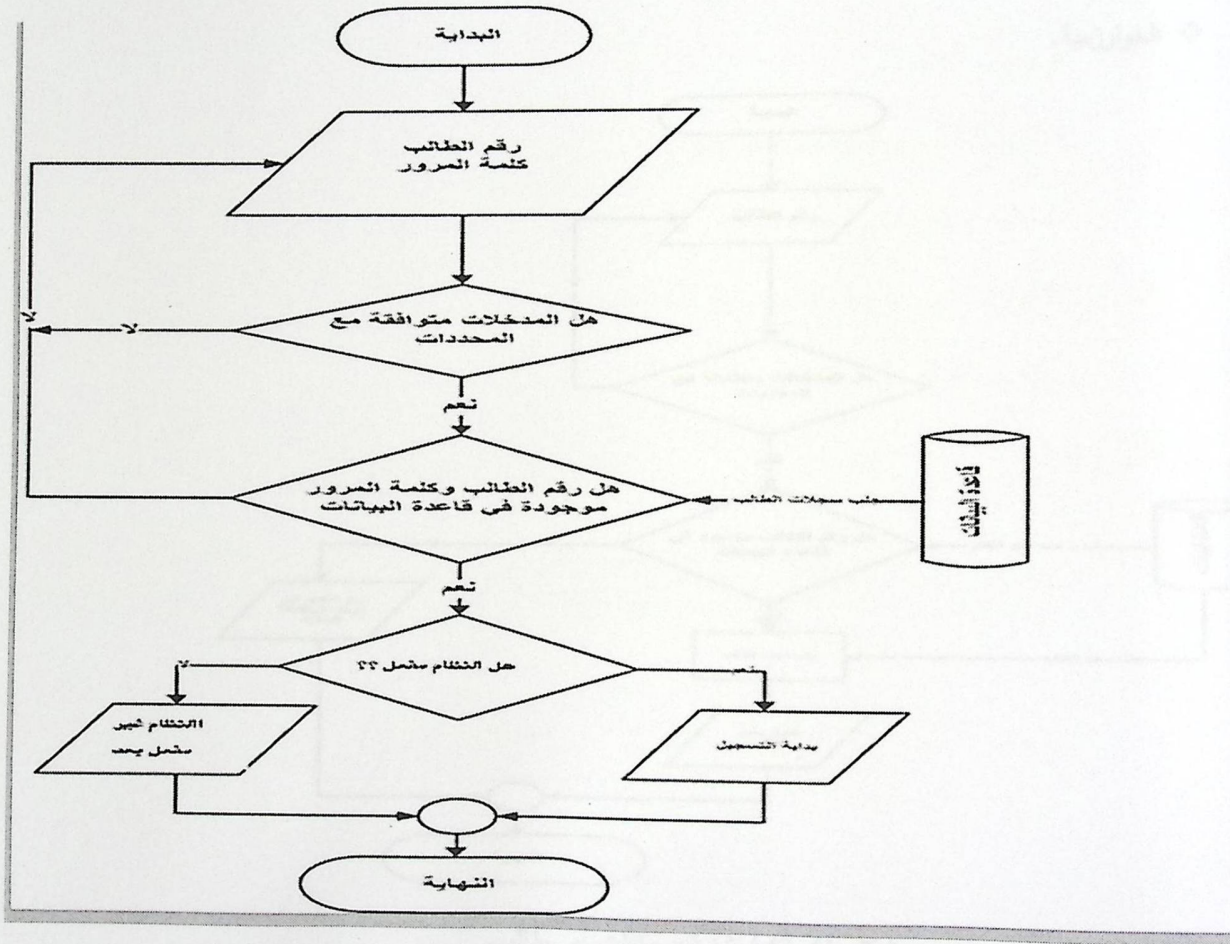 البداية
رقم الطالب
كلمة المرور
هل المدخلات متوافقة مع
المحددات
لا
لا
نعم
هل رقم الطالب وكلمة المرور
موجودة في قاعدة البيانات
جلب سجلات الطالب
قاعدة البيانات
نعم
هل النظام مفعل ؟؟
لا
نعم
االنظام غير
مفعل بعد
بداية التسجيل
النهاية